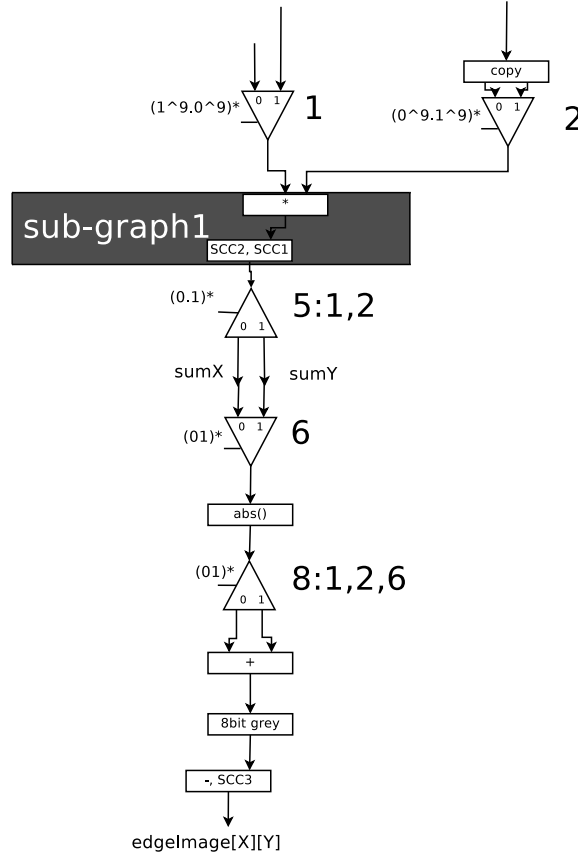 copy
0 1
(1^9.0^9)*
1
0 1
(0^9.1^9)*
2
*
sub-graph1
SCC2, SCC1
(0.1)*
5:1,2
0 1
sumX
sumY
0 1
(01)*
6
abs()
(01)*
8:1,2,6
0 1
+
8bit grey
-, SCC3
edgeImage[X][Y]